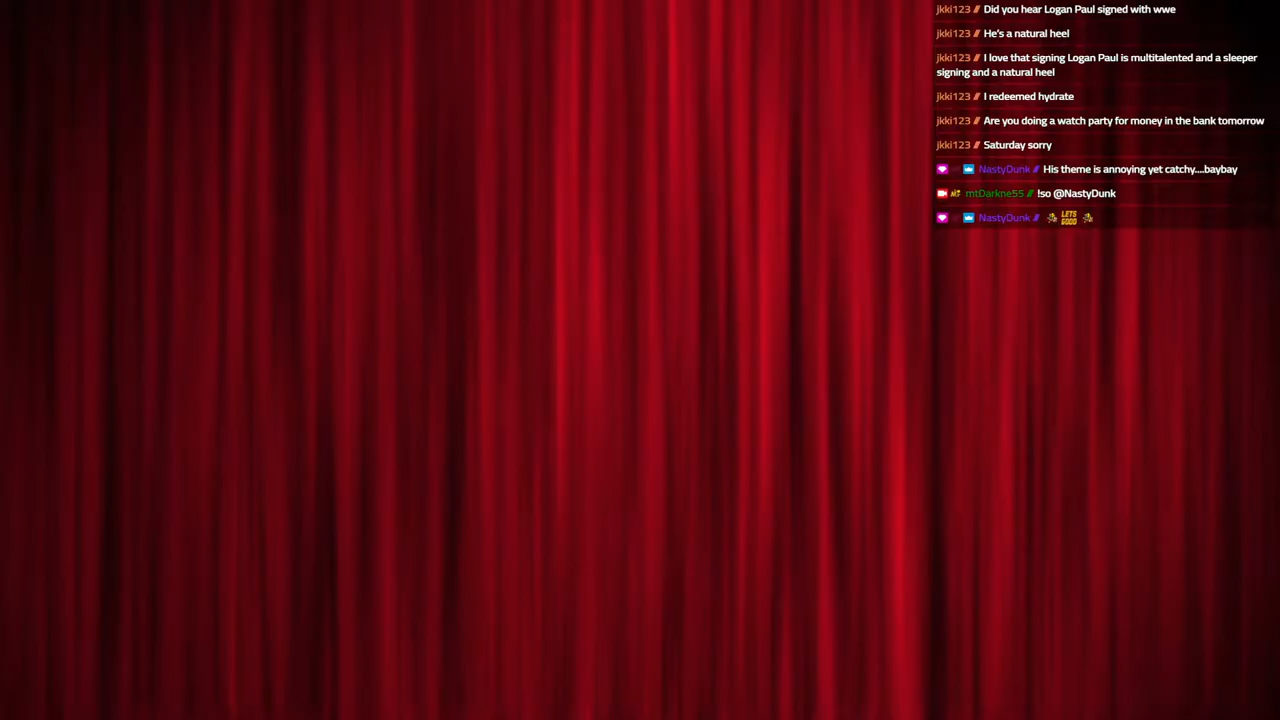 jkki123 // Did you hear Logan Paul signed with wwe
jkki123 // He's a natural heel
jkki123 // I love that signing Logan Paul is multitalented and a sleeper
signing and a natural heel
jkki123 // I redeemed hydrate
jkki123 // Are you doing a watch party for money in the bank tomorrow
jkki123 // Saturday sorry
NastyDunk // His theme is annoying yet catchy....baybay
mtDarkne55 // !so @NastyDunk
NastyDunk // LETS GOOO